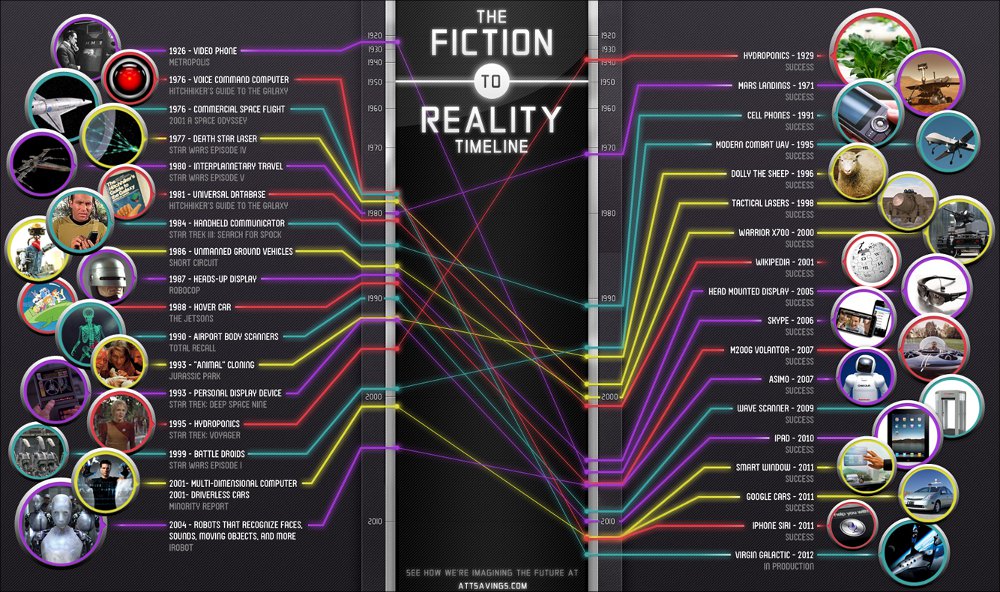 THE
FICTION
TO
REALITY
TIMELINE
1926 - VIDEO PHONE
METROPOLIS
1976 - VOICE COMMAND COMPUTER
HITCHHIKER'S GUIDE TO THE GALAXY
1976 - COMMERCIAL SPACE FLIGHT
2001 A SPACE ODYSSEY
1977 - DEATH STAR LASER
STAR WARS EPISODE IV
1980 - INTERPLANNETARY TRAVEL
STAR WARS EPISODE V
1981 - UNIVERSAL DATABASE
HITCHHIKER'S GUIDE TO THE GALAXY
1984 - HANDHELD COMMUNICATOR
STAR TREK III: SEARCH FOR SPOCK
1986 - UNMANNED GROUND VEHICLES
SHORT CIRCUIT
1987 - HEADS-UP DISPLAY
ROBOCOP
1988 - HOVER CAR
THE JETSONS
1990 - AIRPORT BODY SCANNERS
TOTAL RECALL
1993 - "ANIMAL" CLONING
JURASSIC PARK
1993 - PERSONAL DISPLAY DEVICE
STAR TREK: DEEP SPACE NINE
1995 - HYDROPONICS
STAR TREK: VOYAGER
1999 - BATTLE DROIDS
STAR WARS EPISODE I
2001- MULTI-DIMENSIONAL COMPUTER
2001- DRIVERLESS CARS
MINORITY REPORT
2004 - ROBOTS THAT RECOGNIZE FACES,
SOUNDS, MOVING OBJECTS, AND MORE
IROBOT
1920
1930
1940
1950
1960
1970
1980
1990
2000
2010
1920
1930
1940
1950
1960
1970
1980
1990
2000
2010
HYDROPONICS - 1929
SUCCESS
MARS LANDINGS - 1971
SUCCESS
CELL PHONES - 1991
SUCCESS
MODERN COMBAT UAV - 1995
SUCCESS
DOLLY THE SHEEP - 1996
SUCCESS
TACTICAL LASERS - 1998
SUCCESS
WARRIOR X700 - 2000
SUCCESS
WIKIPEDIA - 2001
SUCCESS
HEAD MOUNTED DISPLAY - 2005
SUCCESS
SKYPE - 2006
SUCCESS
M200G VOLANTOR - 2007
SUCCESS
ASIMO - 2007
SUCCESS
WAVE SCANNER - 2009
SUCCESS
IPAD - 2010
SUCCESS
SMART WINDOW - 2011
SUCCESS
GOOGLE CARS - 2011
SUCCESS
IPHONE SIRI - 2011
SUCCESS
VIRGIN GALACTIC - 2012
IN PRODUCTION
SEE HOW WE'RE IMAGINING THE FUTURE AT
ATTSAVINGS.COM